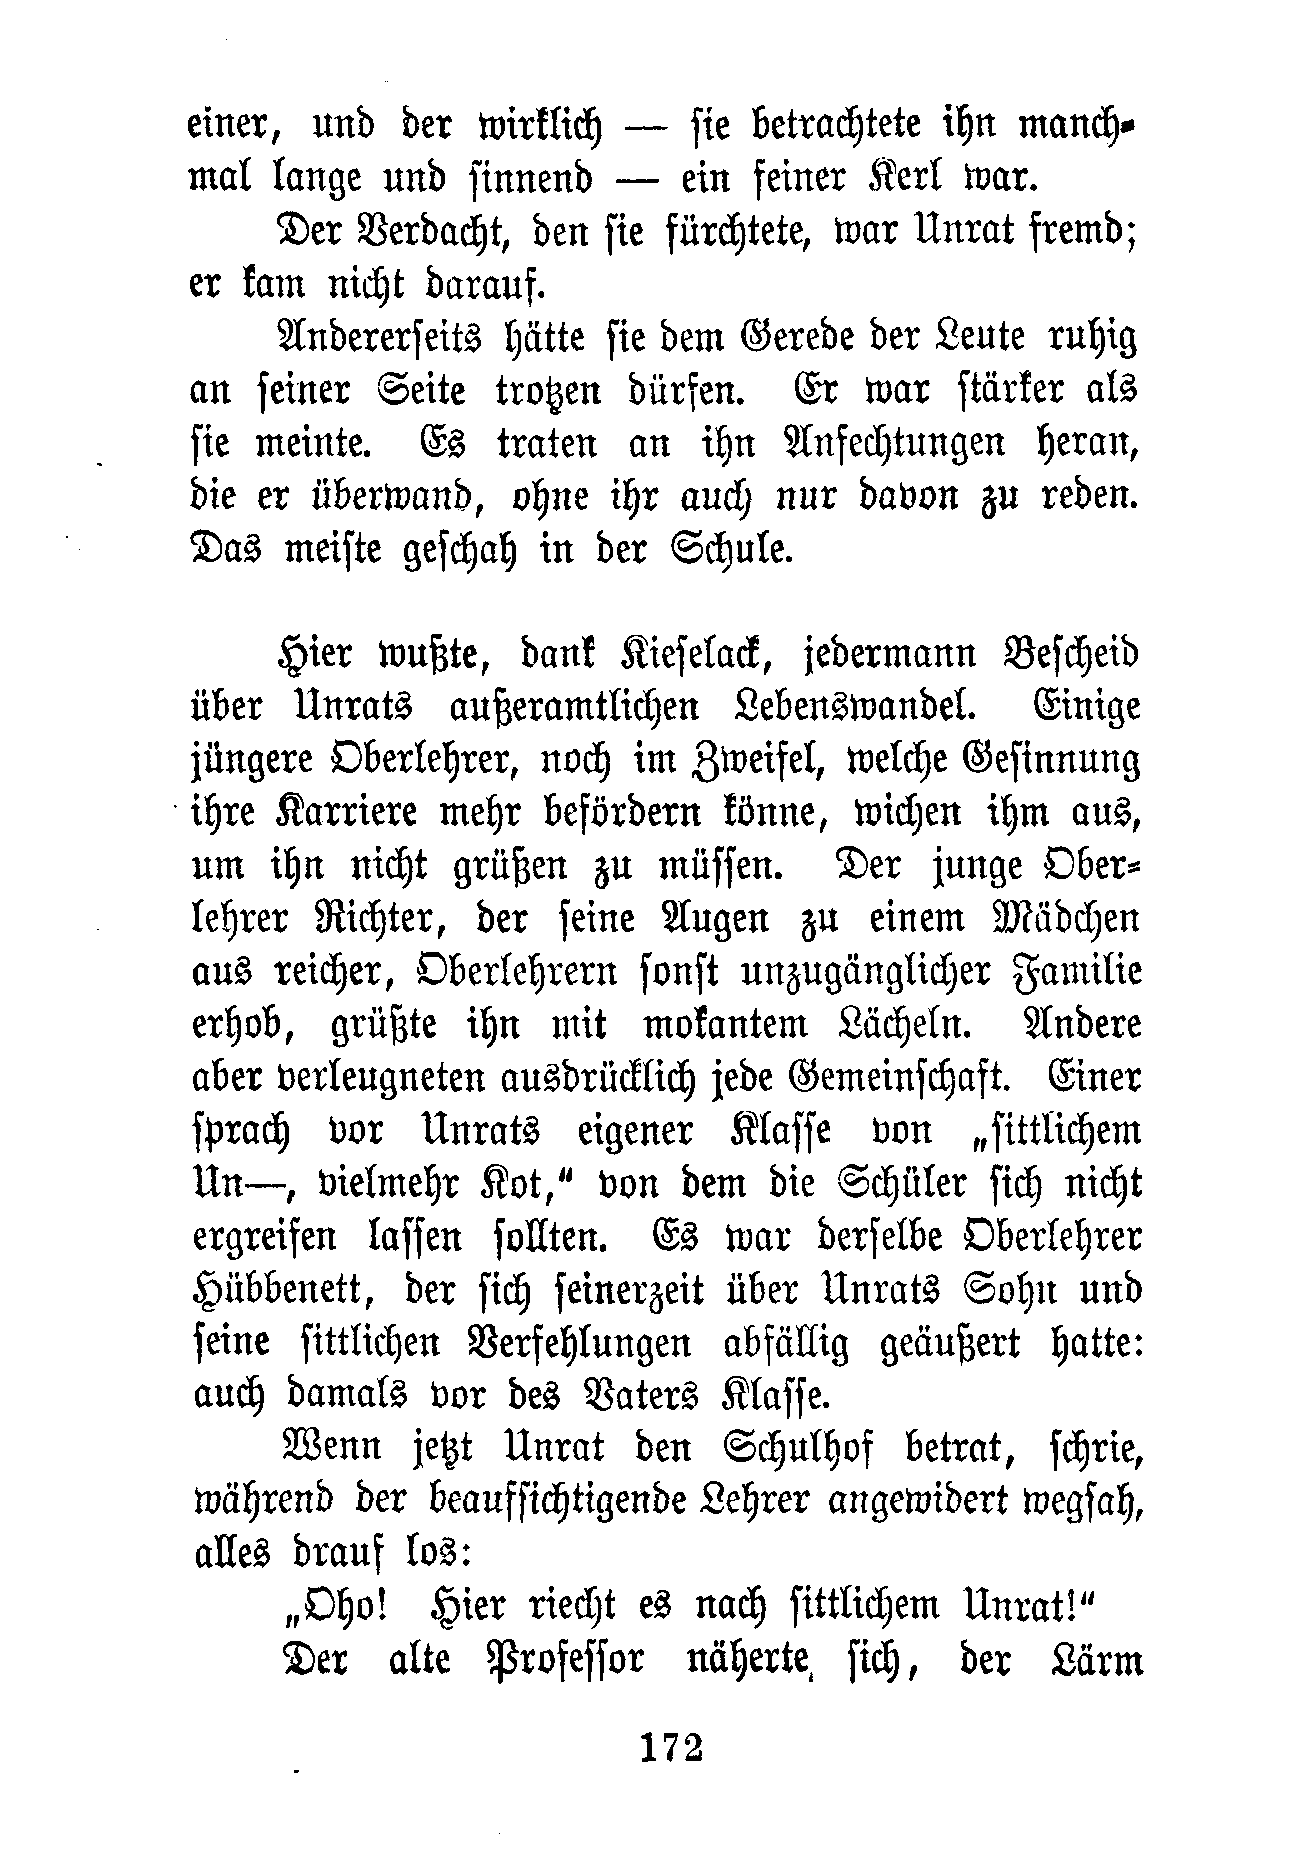 einer, und der wirklich — sie betrachtete ihn manch-
mal lange und sinnend — ein feiner Kerl war.
Der Verdacht, den sie fürchtete, war Unrat fremd;
er kam nicht darauf.
Andererseits hätte sie dem Gerede der Leute ruhig
an seiner Seite trotzen dürfen. Er war stärker als
sie meinte. Es traten an ihn Anfechtungen heran,
die er überwand, ohne ihr auch nur davon zu reden.
Das meiste geschah in der Schule.
Hier wußte, dank Kieselack, jedermann Bescheid
über Unrats außeramtlichen Lebenswandel. Einige
jüngere Oberlehrer, noch im Zweifel, welche Gesinnung
ihre Karriere mehr befördern könne, wichen ihm aus,
um ihn nicht grüßen zu müssen. Der junge Ober-
lehrer Richter, der seine Augen zu einem Mädchen
aus reicher, Oberlehrern sonst unzugänglicher Familie
erhob, grüßte ihn mit mokantem Lächeln. Andere
aber verleugneten ausdrücklich jede Gemeinschaft. Einer
sprach vor Unrats eigener Klasse von „sittlichem
Un—, vielmehr Kot,“ von dem die Schüler sich nicht
ergreifen lassen sollten. Es war derselbe Oberlehrer
Hübbenett, der sich seinerzeit über Unrats Sohn und
seine sittlichen Verfehlungen abfällig geäußert hatte:
auch damals vor des Vaters Klasse.
Wenn jetzt Unrat den Schulhof betrat, schrie,
während der beaufsichtigende Lehrer angewidert wegsah,
alles drauf los:
„Oho! Hier riecht es nach sittlichem Unrat!“
Der alte Professor näherte sich, der Lärm
172